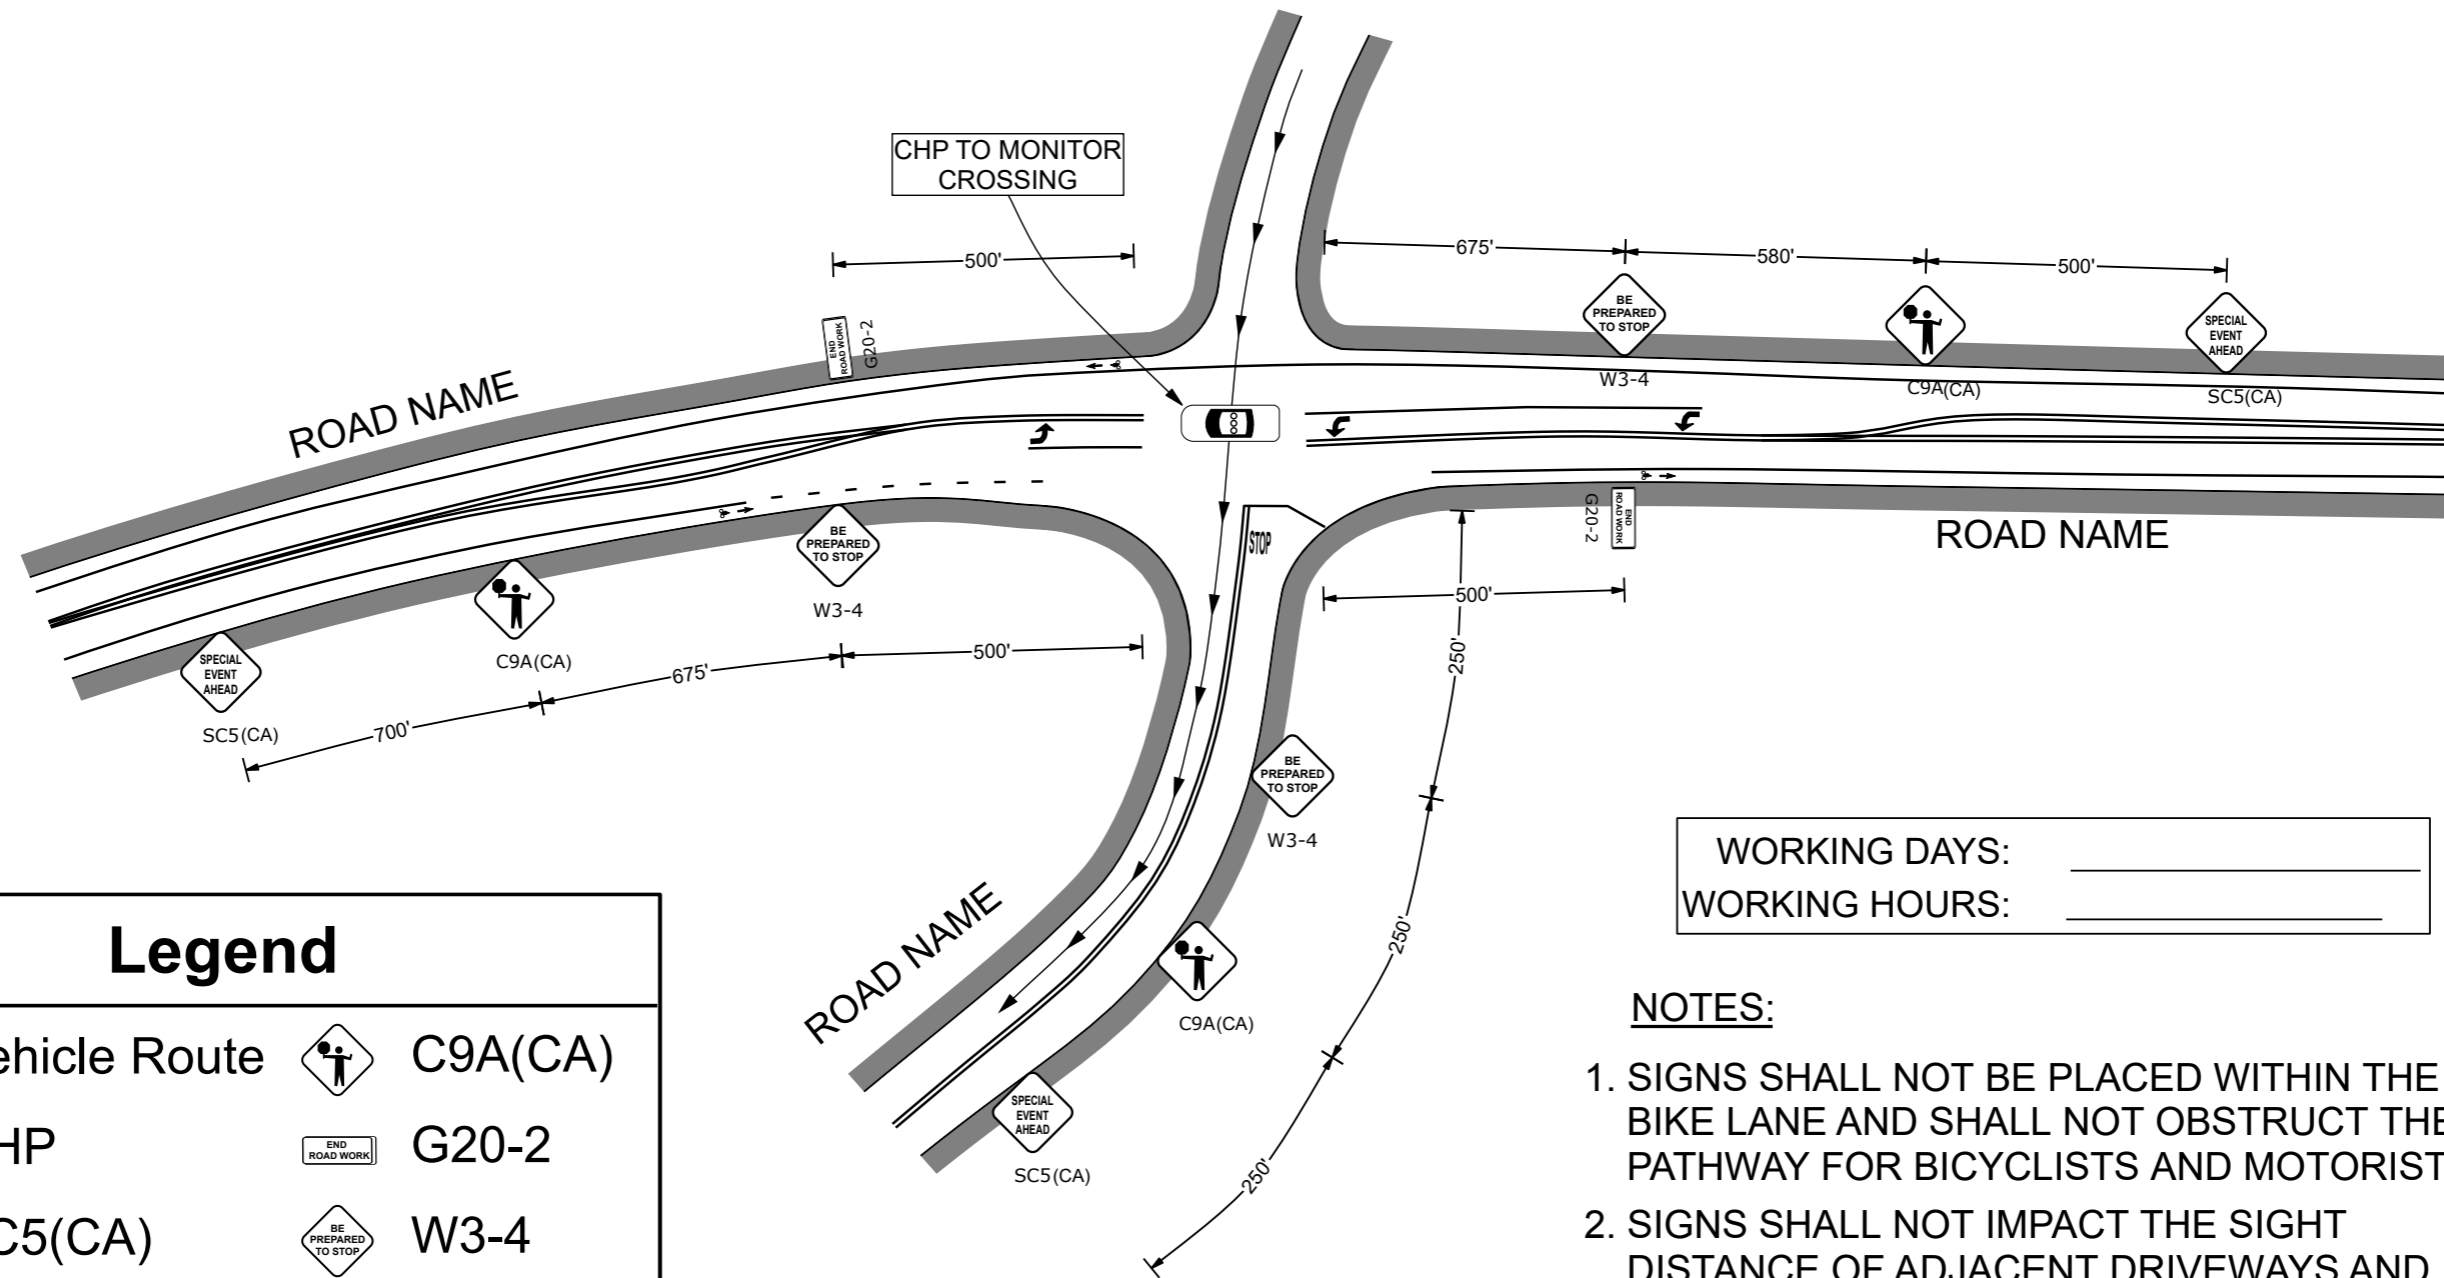 CHP TO MONITOR
CROSSING
500'
675'
580'
500'
END
ROAD WORK
G20-2
BE
PREPARED
TO STOP
W3-4
C9A(CA)
SPECIAL
EVENT
AHEAD
SC5(CA)
ROAD NAME
STOP
BE
PREPARED
TO STOP
W3-4
C9A(CA)
SPECIAL
EVENT
AHEAD
SC5(CA)
700'
675'
500'
G20-2
END
ROAD WORK
ROAD NAME
500'
250'
BE
PREPARED
TO STOP
W3-4
250'
C9A(CA)
ROAD NAME
SPECIAL
EVENT
AHEAD
SC5(CA)
250'
WORKING DAYS:
WORKING HOURS:
Legend
ehicle Route
C9A(CA)
HP
END
ROAD WORK
G20-2
C5(CA)
BE
PREPARED
TO STOP
W3-4
NOTES:
1. SIGNS SHALL NOT BE PLACED WITHIN THE
BIKE LANE AND SHALL NOT OBSTRUCT THE
PATHWAY FOR BICYCLISTS AND MOTORIST
2. SIGNS SHALL NOT IMPACT THE SIGHT
DISTANCE OF ADJACENT DRIVEWAYS AND